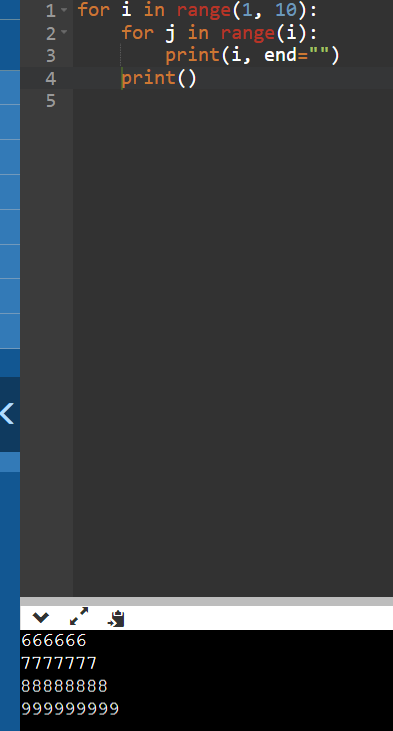 1 for i in range(1, 10):
2 for j in range(i):
3 print(i, end="")
4 print()
5
666666
7777777
88888888
999999999